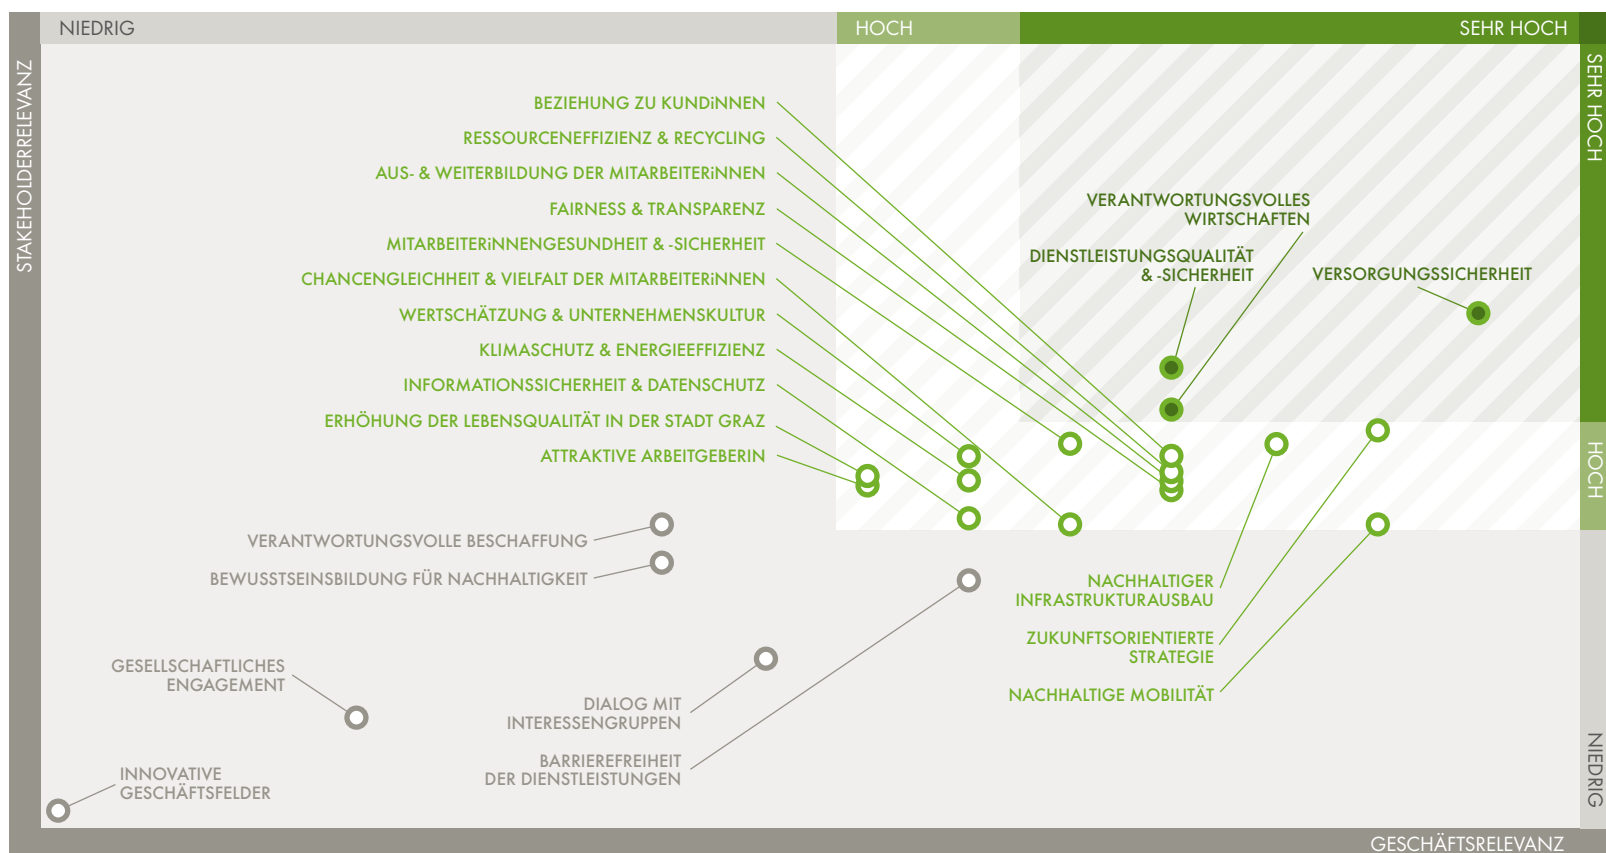 NIEDRIG
HOCH
SEHR HOCH
STAKEHOLDERRELEVANZ
SEHR HOCH
HOCH
NIEDRIG
BEZIEHUNG ZU KUNDiNNEN
RESSOURCENEFFIZIENZ & RECYCLING
AUS- & WEITERBILDUNG DER MITARBEITERiNNEN
FAIRNESS & TRANSPARENZ
MITARBEITERiNNENGESUNDHEIT & -SICHERHEIT
CHANCENGLEICHHEIT & VIELFALT DER MITARBEITERiNNEN
WERTSCHÄTZUNG & UNTERNEHMENSKULTUR
KLIMASCHUTZ & ENERGIEEFFIZIENZ
INFORMATIONSSICHERHEIT & DATENSCHUTZ
ERHÖHUNG DER LEBENSQUALITÄT IN DER STADT GRAZ
ATTRAKTIVE ARBEITGEBERIN
VERANTWORTUNGSVOLLES
WIRTSCHAFTEN
DIENSTLEISTUNGSQUALITÄT
& -SICHERHEIT
VERSORGUNGSSICHERHEIT
VERANTWORTUNGSVOLLE BESCHAFFUNG
BEWUSSTSEINSBILDUNG FÜR NACHHALTIGKEIT
NACHHALTIGER
INFRASTRUKTURAUSBAU
ZUKUNFTSORIENTIERTE
STRATEGIE
NACHHALTIGE MOBILITÄT
GESELLSCHAFTLICHES
ENGAGEMENT
DIALOG MIT
INTERESSENGRUPPEN
BARRIEREFREIHEIT
DER DIENSTLEISTUNGEN
INNOVATIVE
GESCHÄFTSFELDER
GESCHÄFTSRELEVANZ